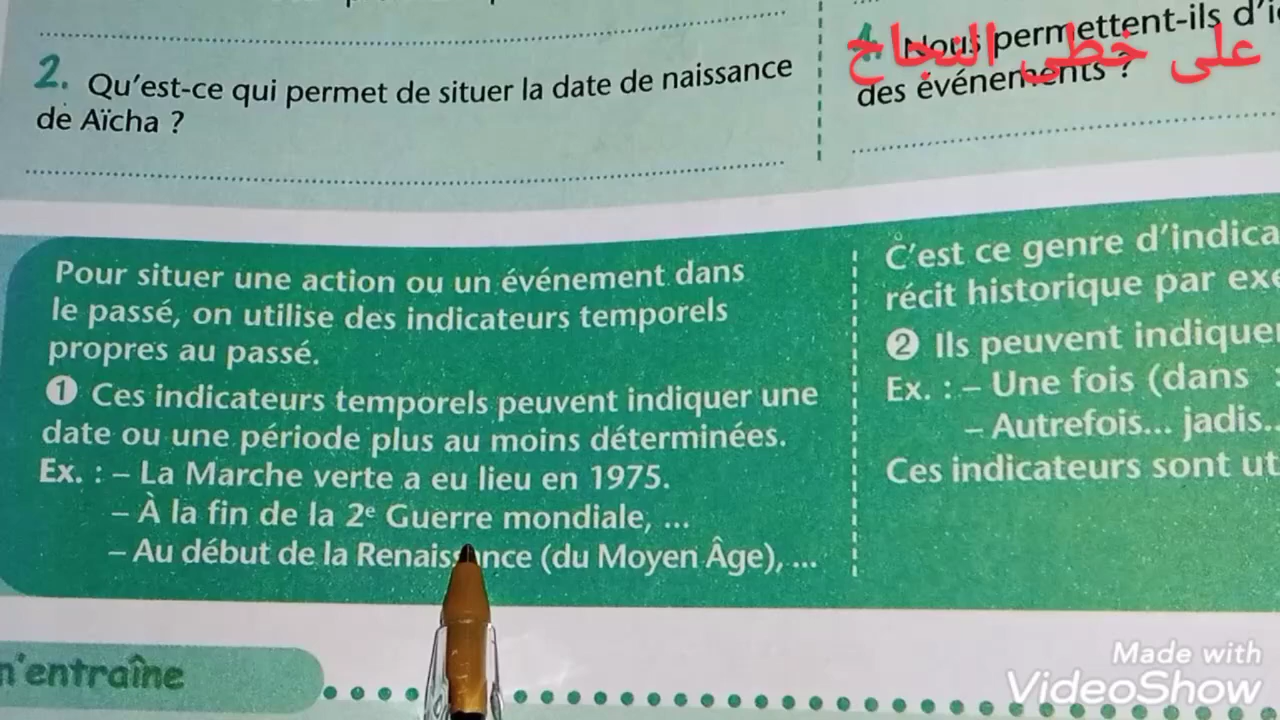 2. Qu'est-ce qui permet de situer la date de naissance
de Aïcha ?
4. Nous permettent-ils
des événements ?
على خطى النجاح
Pour situer une action ou un événement dans
le passé, on utilise des indicateurs temporels
propres au passé.
1 Ces indicateurs temporels peuvent indiquer une
date ou une période plus au moins déterminées.
Ex. : – La Marche verte a eu lieu en 1975.
– À la fin de la 2e Guerre mondiale, ...
– Au début de la Renaissance (du Moyen Âge), ...
C'est ce genre d'indica
récit historique par
2 Ils peuvent
Ex. : – Une fois (dans
– Autrefois... jadis..
Ces indicateurs sont
n'entraîne
Made with
VideoShow